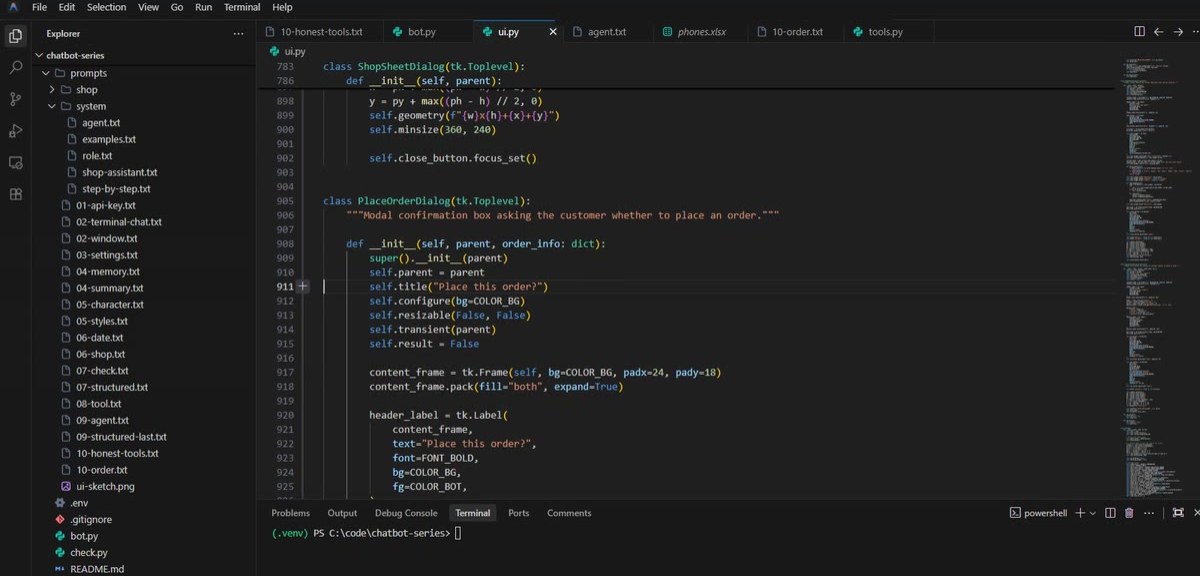 File Edit Selection View Go Run Terminal Help
Explorer
chatbot-series
prompts
shop
system
agent.txt
examples.txt
role.txt
shop-assistant.txt
step-by-step.txt
01-api-key.txt
02-terminal-chat.txt
02-window.txt
03-settings.txt
04-memory.txt
04-summary.txt
05-character.txt
05-styles.txt
06-date.txt
06-shop.txt
07-check.txt
07-structured.txt
08-tool.txt
09-agent.txt
09-structured-last.txt
10-honest-tools.txt
10-order.txt
ui-sketch.png
.env
.gitignore
bot.py
check.py
README.md
10-honest-tools.txt bot.py ui.py agent.txt phones.xlsx 10-order.txt tools.py
ui.py
783 class ShopSheetDialog(tk.Toplevel):
786 def __init__(self, parent):
898 y = py + max((ph - h) // 2, 0)
899 self.geometry(f"{w}x{h}+{x}+{y}")
900 self.minsize(360, 240)
901
902 self.close_button.focus_set()
903
904
905 class PlaceOrderDialog(tk.Toplevel):
906 """Modal confirmation box asking the customer whether to place an order."""
907
908 def __init__(self, parent, order_info: dict):
909 super().__init__(parent)
910 self.parent = parent
911 self.title("Place this order?")
912 self.configure(bg=COLOR_BG)
913 self.resizable(False, False)
914 self.transient(parent)
915 self.result = False
916
917 content_frame = tk.Frame(self, bg=COLOR_BG, padx=24, pady=18)
918 content_frame.pack(fill="both", expand=True)
919
920 header_label = tk.Label(
921 content_frame,
922 text="Place this order?",
923 font=FONT_BOLD,
924 bg=COLOR_BG,
925 fg=COLOR_BOT,
Problems Output Debug Console Terminal Ports Comments
powershell
(.venv) PS C:\code\chatbot-series>